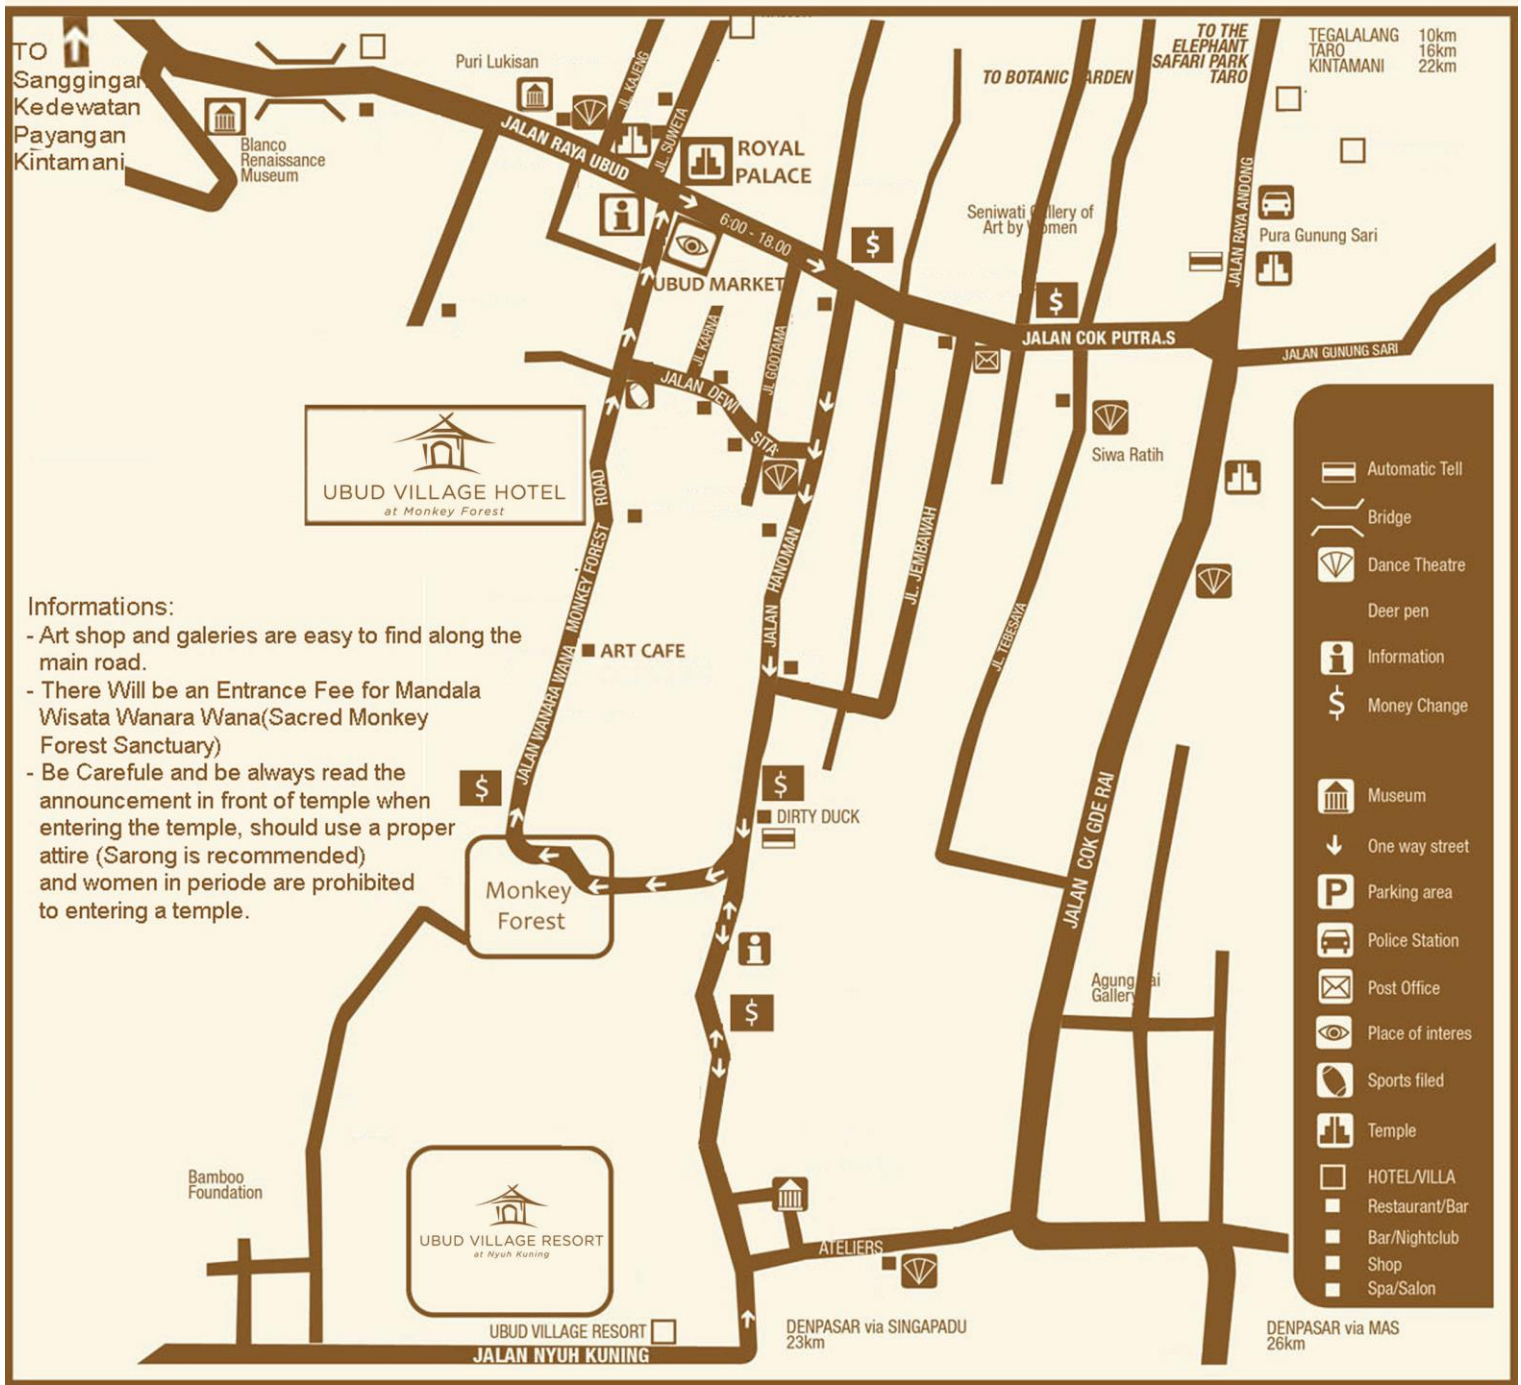 TO
Sanggingan
Kedewatan
Payangan
Kintamani
Blanco
Renaissance
Museum
Puri Lukisan
JL. KAJENG
JL. SUWETA
JALAN RAYA UBUD
ROYAL
PALACE
6:00 - 18.00
UBUD MARKET
TO BOTANIC ARDEN
TO THE
ELEPHANT
SAFARI PARK
TARO
TEGALALANG 10km
TARO 16km
KINTAMANI 22km
Seniwati G llery of
Art by omen
JALAN RAYA ANDONG
Pura Gunung Sari
JALAN COK PUTRA.S
JALAN GUNUNG SARI
JL KARNA
JL GOOTAMA
JALAN DEWI
SITA
Siwa Ratih
UBUD VILLAGE HOTEL
at Monkey Forest
JALAN WANARA WANA MONKEY FOREST ROAD
JALAN HANOMAN
JL. JEMBAWAH
JL. TEBESAYA
JALAN COK GDE RAI
ART CAFE
Informations:
- Art shop and galeries are easy to find along the
main road.
- There Will be an Entrance Fee for Mandala
Wisata Wanara Wana(Sacred Monkey
Forest Sanctuary)
- Be Carefule and be always read the
announcement in front of temple when
entering the temple, should use a proper
attire (Sarong is recommended)
and women in periode are prohibited
to entering a temple.
$
$
$
$
$
DIRTY DUCK
Monkey
Forest
Agung ai
Gallery
Bamboo
Foundation
UBUD VILLAGE RESORT
at Nyuh Kuning
ATELIERS
UBUD VILLAGE RESORT
JALAN NYUH KUNING
DENPASAR via SINGAPADU
23km
DENPASAR via MAS
26km
Automatic Tell
Bridge
Dance Theatre
Deer pen
Information
$ Money Change
Museum
One way street
P Parking area
Police Station
Post Office
Place of interes
Sports filed
Temple
HOTEL/VILLA
Restaurant/Bar
Bar/Nightclub
Shop
Spa/Salon